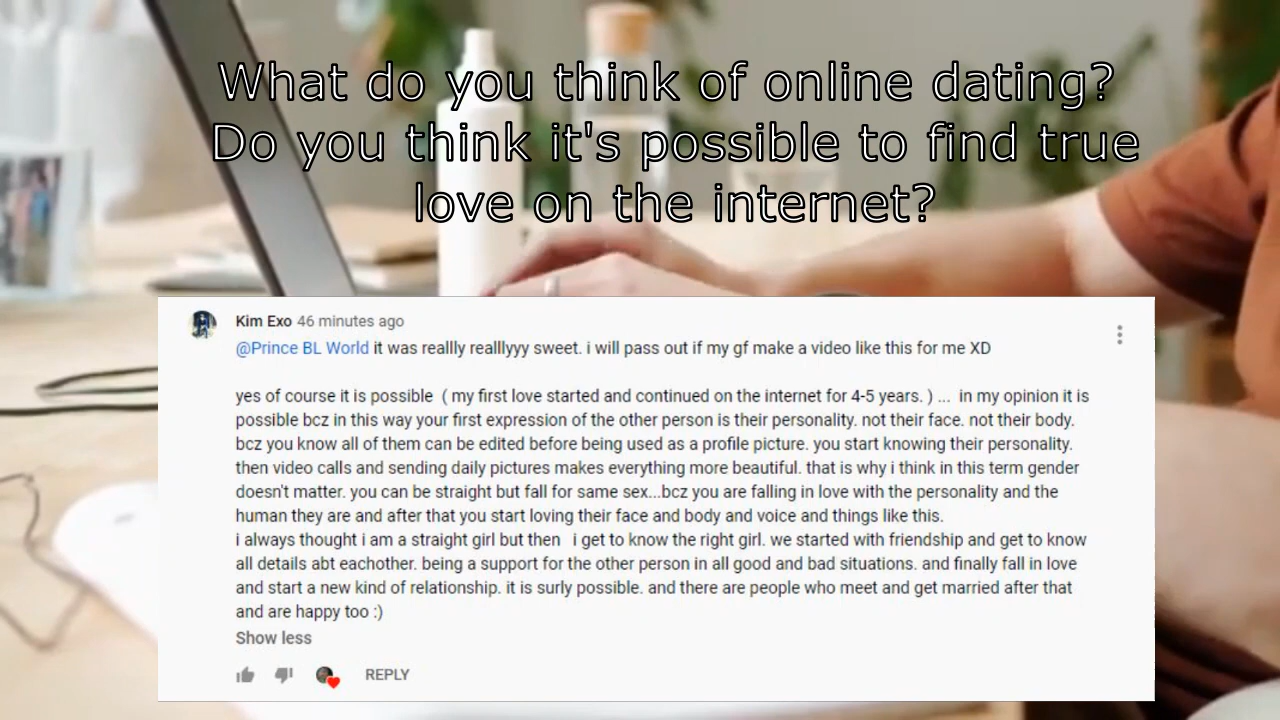 What do you think of online dating?
Do you think it's possible to find true
love on the internet?
Kim Exo 46 minutes ago
@Prince BL World it was reallly realllyyy sweet. i will pass out if my gf make a video like this for me XD
yes of course it is possible ( my first love started and continued on the internet for 4-5 years. ) ... in my opinion it is
possible bcz in this way your first expression of the other person is their personality. not their face. not their body.
bcz you know all of them can be edited before being used as a profile picture. you start knowing their personality.
then video calls and sending daily pictures makes everything more beautiful. that is why i think in this term gender
doesn't matter. you can be straight but fall for same sex...bcz you are falling in love with the personality and the
human they are and after that you start loving their face and body and voice and things like this.
i always thought i am a straight girl but then i get to know the right girl. we started with friendship and get to know
all details abt eachother. being a support for the other person in all good and bad situations. and finally fall in love
and start a new kind of relationship. it is surly possible. and there are people who meet and get married after that
and are happy too :)
Show less
REPLY